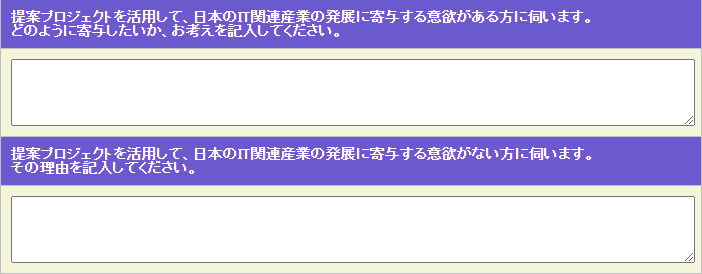 提案プロジェクトを活用して、日本のIT関連産業の発展に寄与する意欲がある方に伺います。
どのように寄与したいか、お考えを記入してください。
提案プロジェクトを活用して、日本のIT関連産業の発展に寄与する意欲がない方に伺います。
その理由を記入してください。